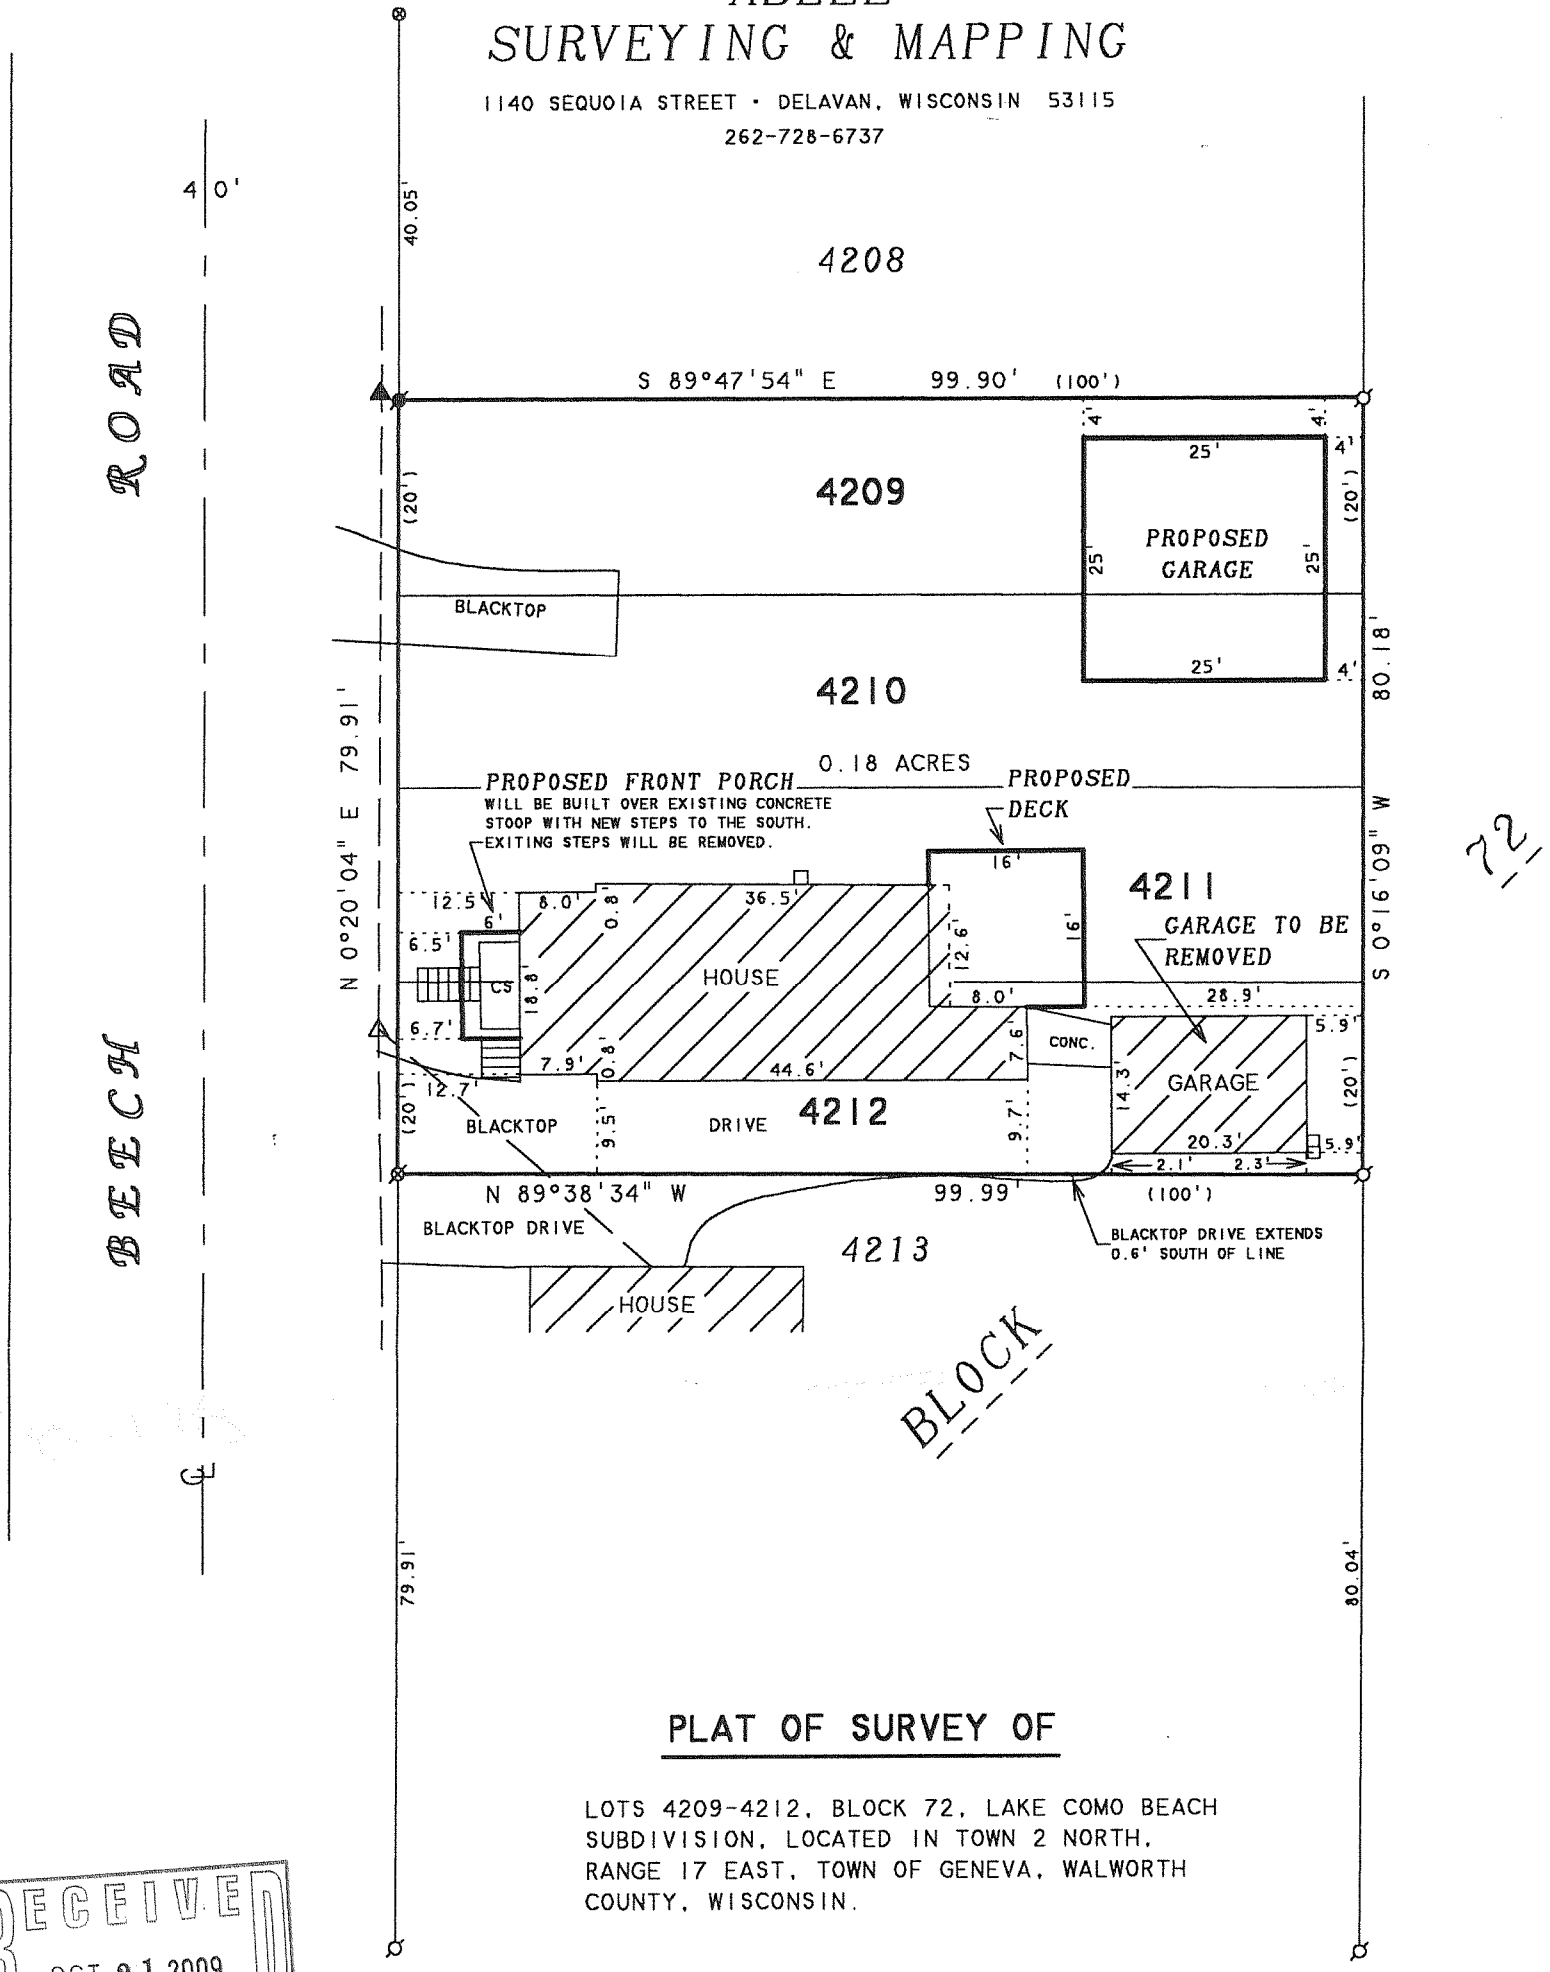 SURVEYING & MAPPING
1140 SEQUOIA STREET · DELAVAN, WISCONSIN 53115
262-728-6737
40'
40.05'
4208
ROAD
S 89°47'54" E 99.90' (100')
4' 4'
25' 4'
(20') 4209 (20')
PROPOSED
GARAGE
25' 25'
BLACKTOP
25' 4'
4210
80.18'
N 0°20'04" E 79.91'
0.18 ACRES
PROPOSED FRONT PORCH
WILL BE BUILT OVER EXISTING CONCRETE
STOOP WITH NEW STEPS TO THE SOUTH.
EXITING STEPS WILL BE REMOVED.
PROPOSED
DECK
16'
72
4211
S 0°16'09" W
12.5' 8.0' 0.8' 36.5'
6'
6.5' 16'
GARAGE TO BE
REMOVED
12.6'
HOUSE
CS 18.8'
8.0' 28.9'
6.7' 7.6' CONC. 5.9'
7.9' 0.8' 44.6'
12.7' GARAGE
14.3'
(20') (20')
BLACKTOP 9.5' DRIVE 4212 9.7'
20.3' 5.9'
2.1' 2.3'
BEECH
N 89°38'34" W 99.99' (100')
BLACKTOP DRIVE
BLACKTOP DRIVE EXTENDS
0.6' SOUTH OF LINE
4213
HOUSE
BLOCK
79.91'
80.04'
PLAT OF SURVEY OF
LOTS 4209-4212, BLOCK 72, LAKE COMO BEACH
SUBDIVISION, LOCATED IN TOWN 2 NORTH,
RANGE 17 EAST, TOWN OF GENEVA, WALWORTH
COUNTY, WISCONSIN.
RECEIVED
OCT 21 2009